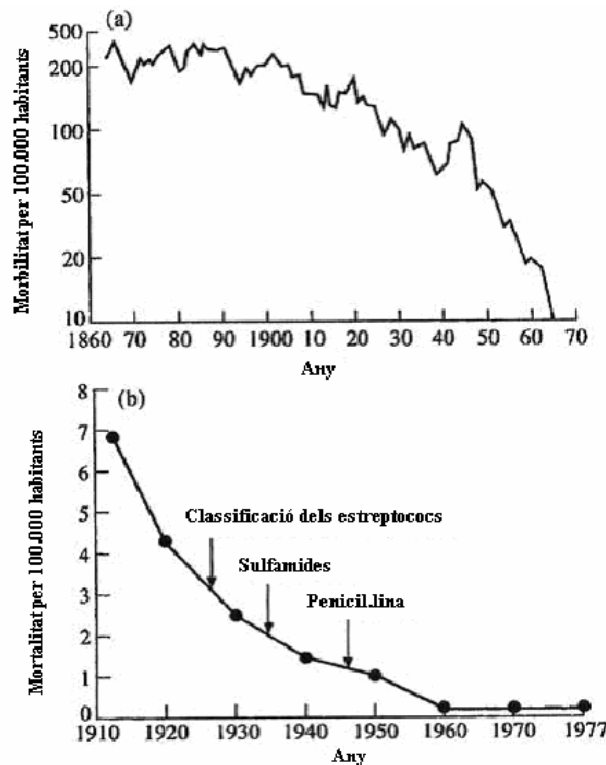 (a)
Morbilitat per 100.000 habitants
500
200
100
50
20
10
1860 70 80 90 1900 10 20 30 40 50 60 70
Any
(b)
Mortalitat per 100.000 habitants
8
7
6
5
4
3
2
1
0
Classificació dels estreptococs
Sulfamides
Penicil.lina
1910 1920 1930 1940 1950 1960 1970 1977
Any